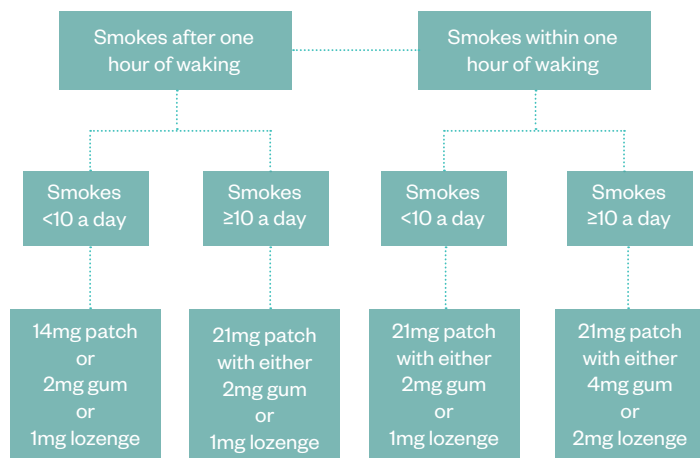 Smokes after one
hour of waking
Smokes within one
hour of waking
Smokes
<10 a day
Smokes
≥10 a day
Smokes
<10 a day
Smokes
≥10 a day
14mg patch
or
2mg gum
or
1mg lozenge
21mg patch
with either
2mg gum
or
1mg lozenge
21mg patch
with either
2mg gum
or
1mg lozenge
21mg patch
with either
4mg gum
or
2mg lozenge